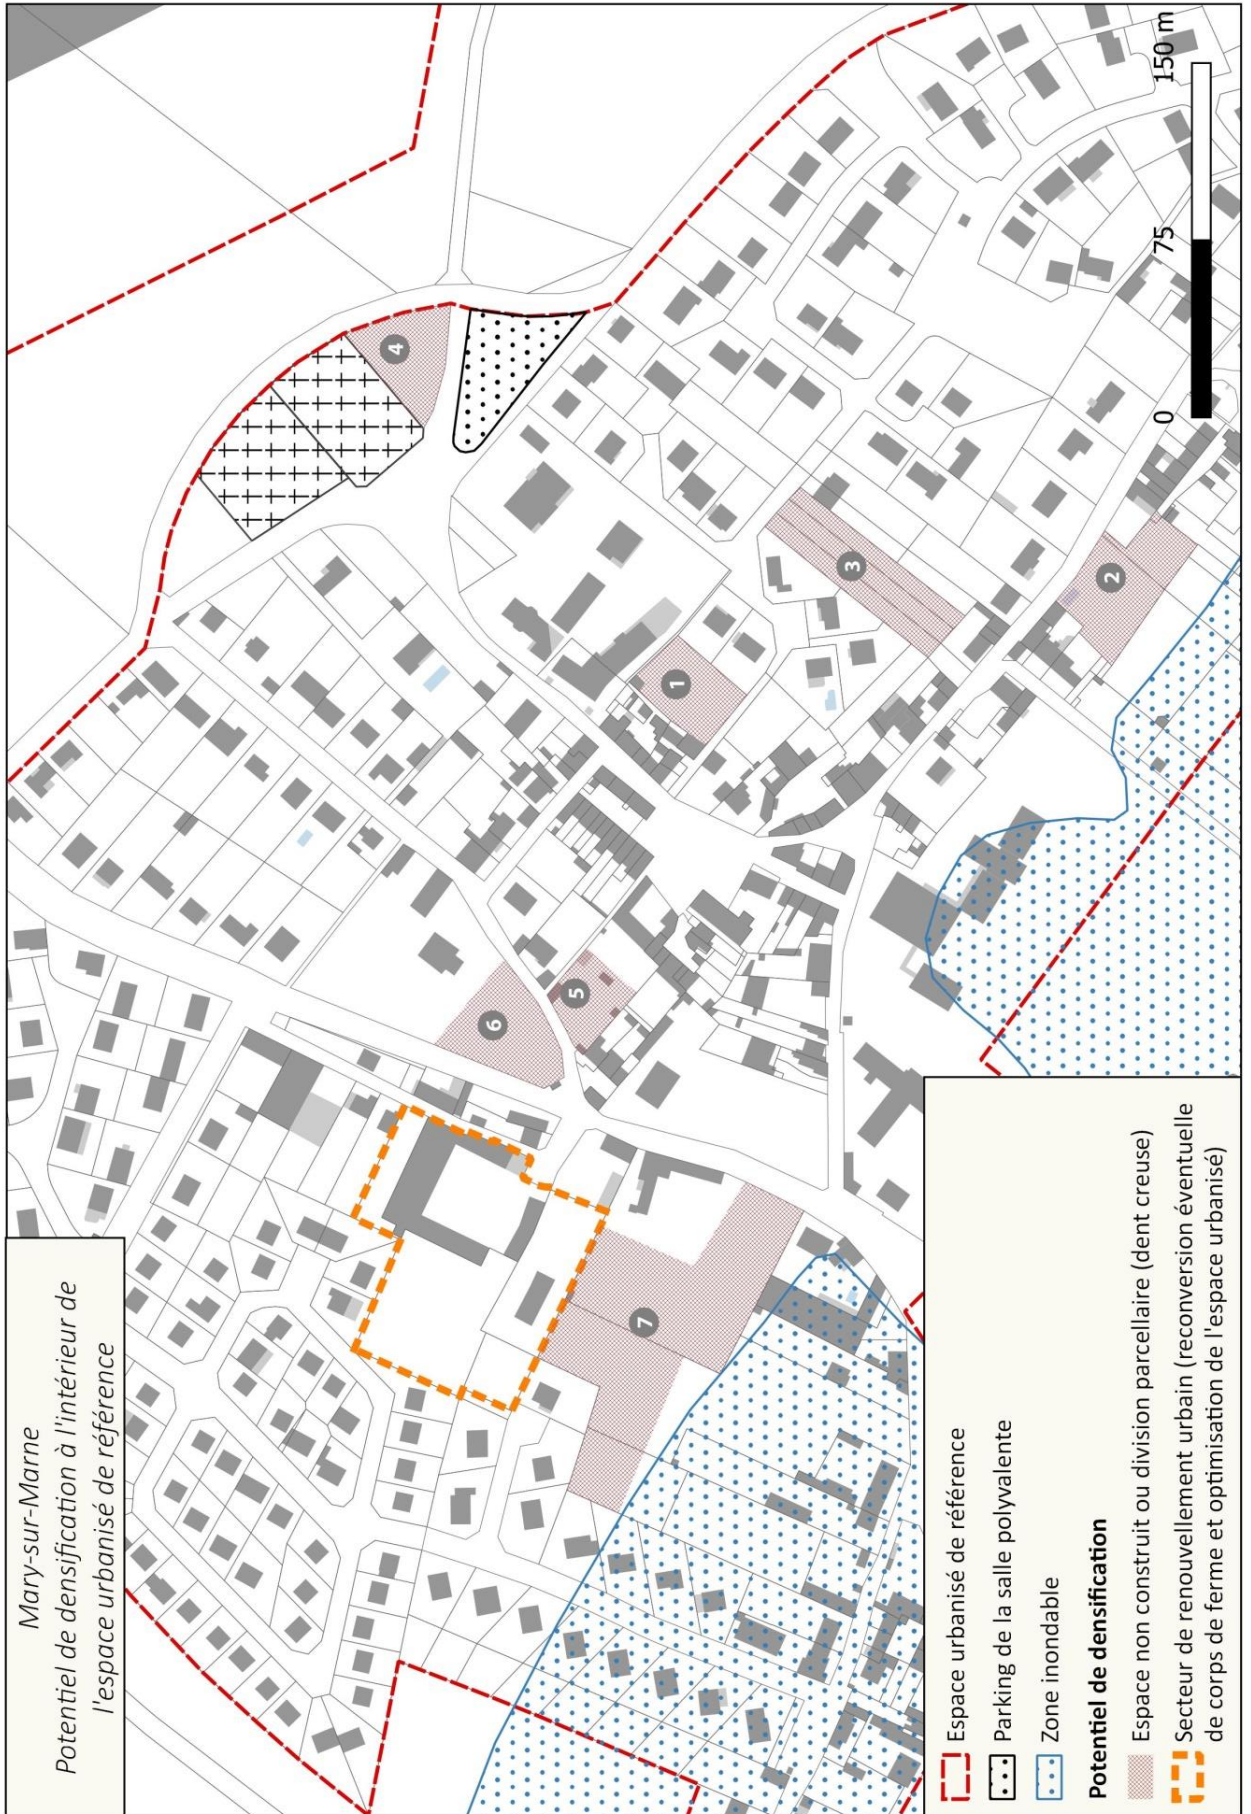 Mary-sur-Marne
Potentiel de densification à l'intérieur de
l'espace urbanisé de référence
4
3
2
1
5
6
7
0
75
150 m
Espace urbanisé de référence
Parking de la salle polyvalente
Zone inondable
Potentiel de densification
Espace non construit ou division parcellaire (dent creuse)
Secteur de renouvellement urbain (reconversion éventuelle
de corps de ferme et optimisation de l'espace urbanisé)